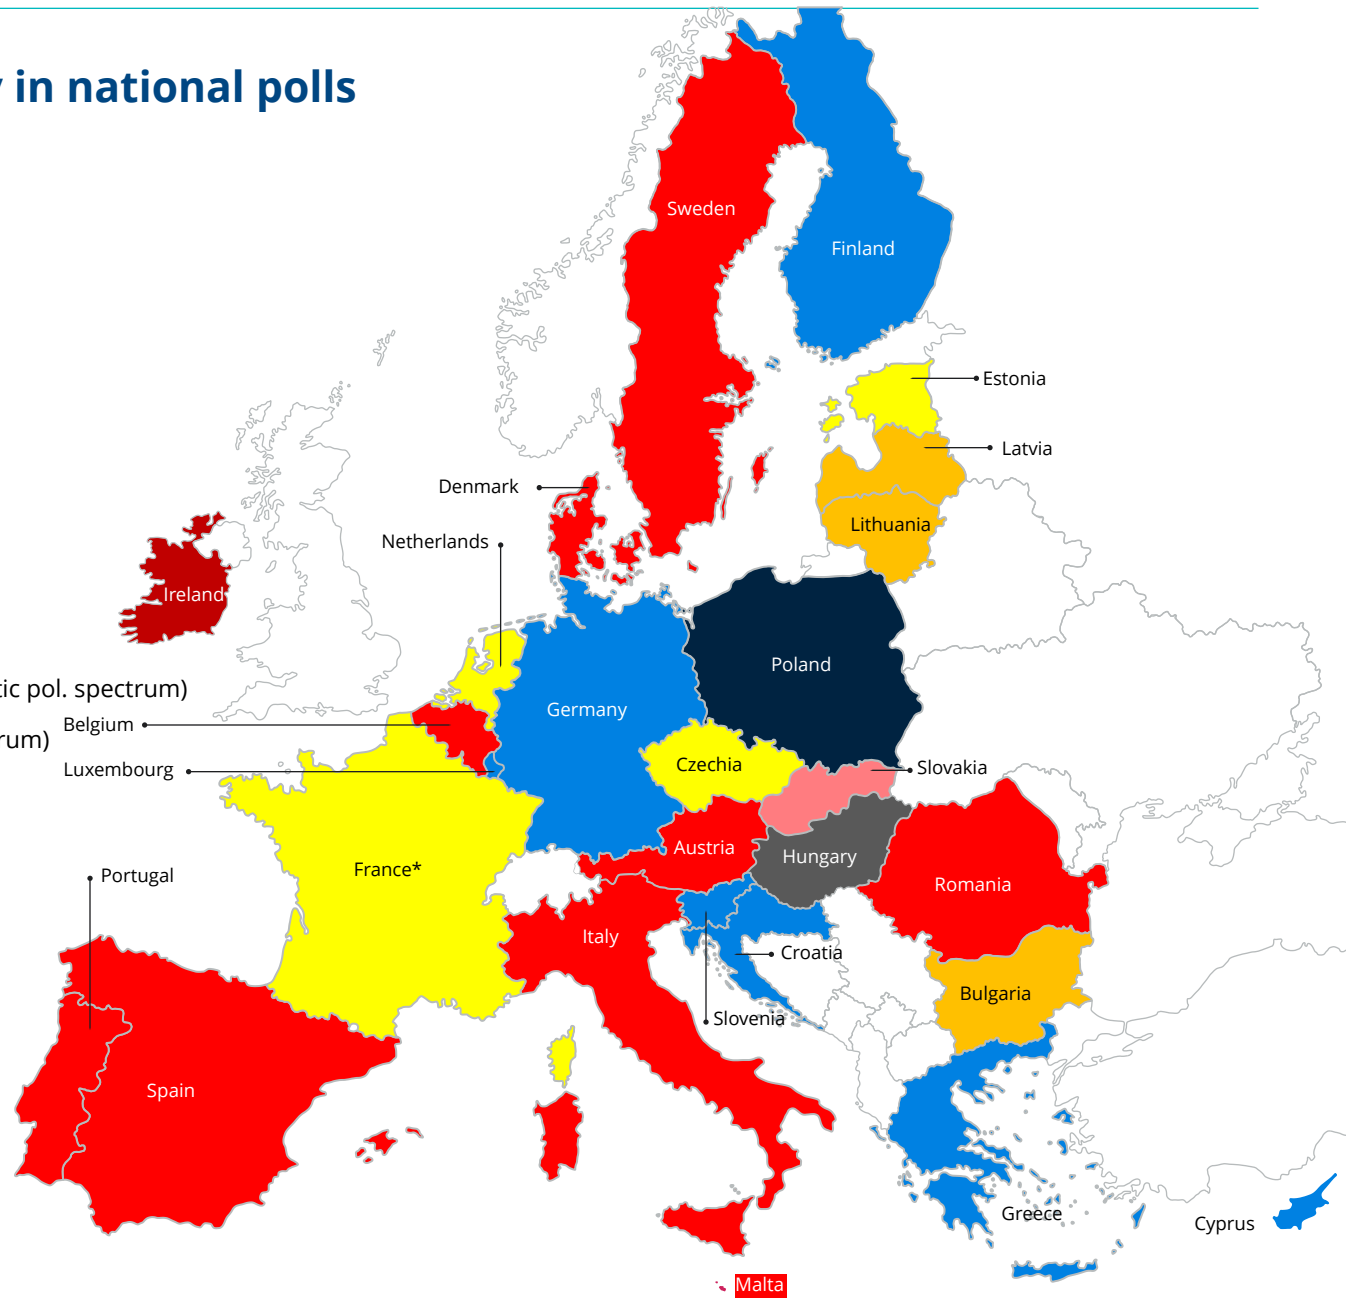 y in national polls
Sweden
Finland
Estonia
Latvia
Denmark
Lithuania
Netherlands
Ireland
Poland
tic pol. spectrum)
Germany
Belgium
rum)
Czechia
Slovakia
Luxembourg
Austria
Hungary
France*
Portugal
Romania
Italy
Croatia
Bulgaria
Slovenia
Spain
Greece
Cyprus
Malta